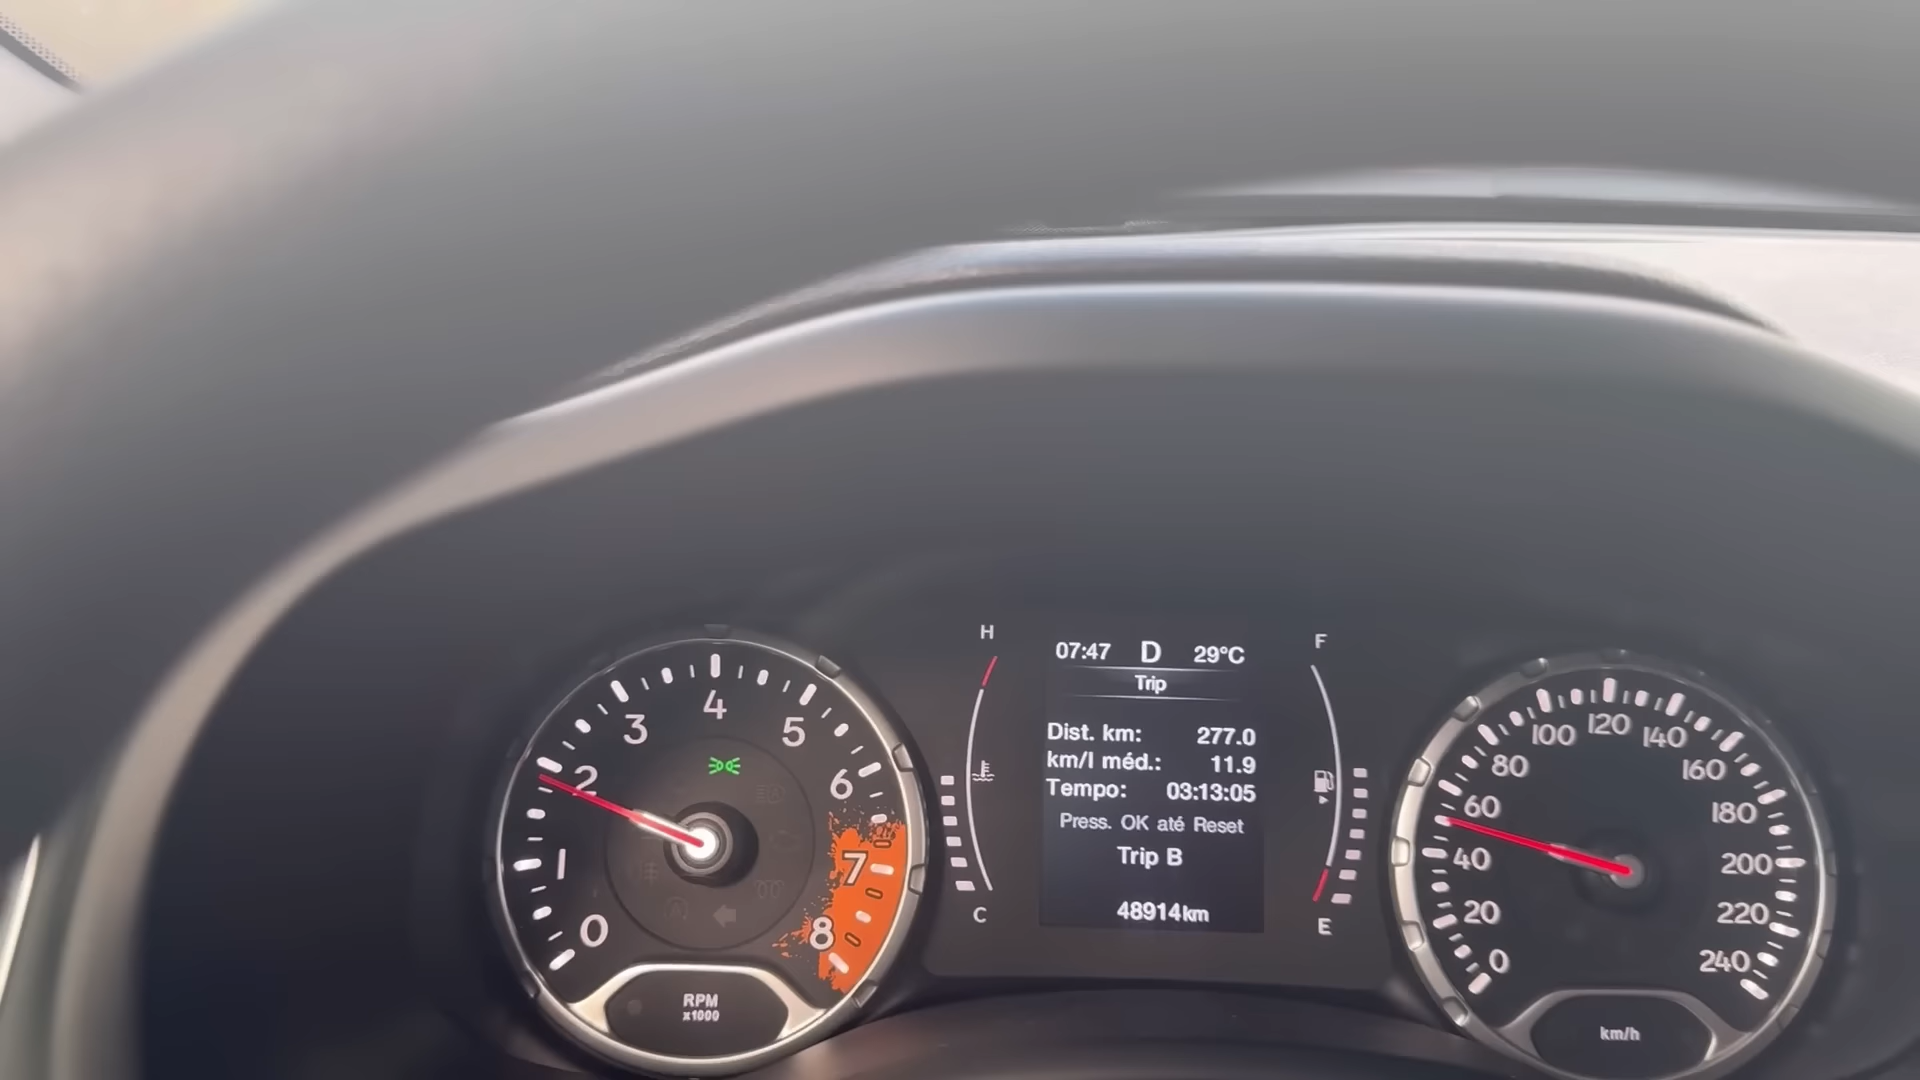 0
1
2
3
4
5
6
7
8
RPM
x1000
H
C
07:47 D 29°C
Trip
Dist. km: 277.0
km/l méd.: 11.9
Tempo: 03:13:05
Press. OK até Reset
Trip B
48914km
F
E
0
20
40
60
80
100
120
140
160
180
200
220
240
km/h